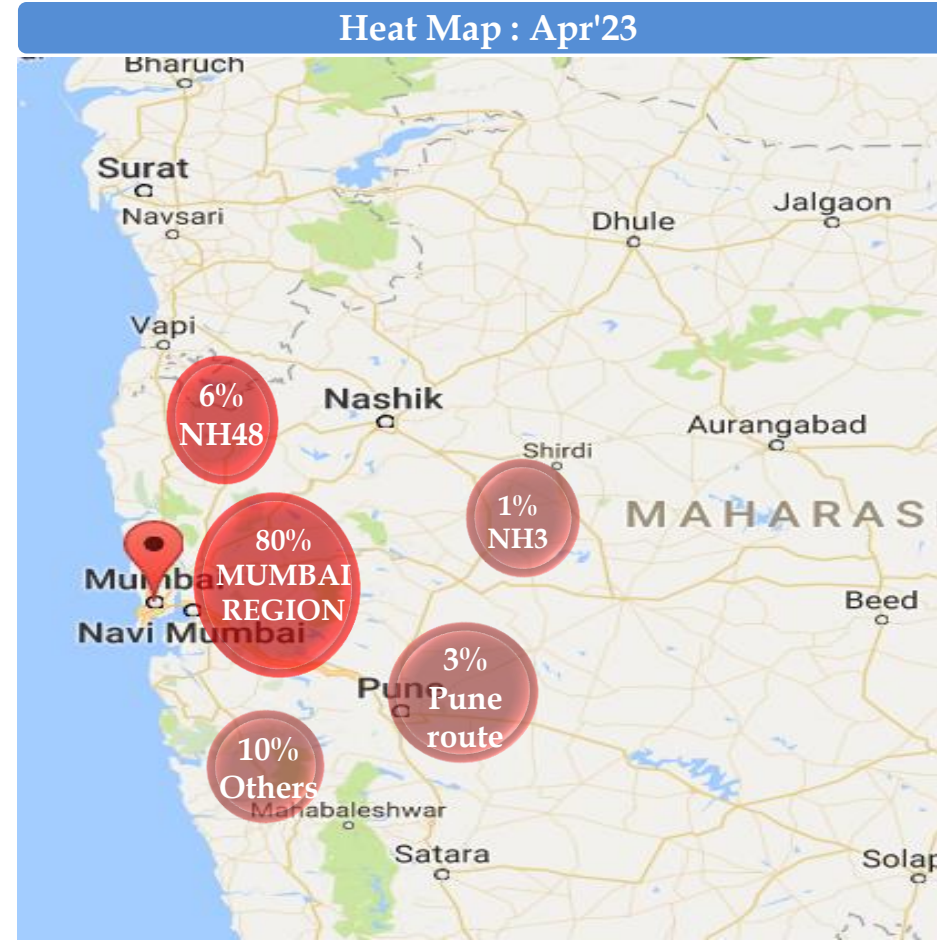 Heat Map : Apr'23
Bharuch
Surat
Navsari
Dhule
Jalgaon
Vapi
6%
NH48
Nashik
Aurangabad
Shirdi
1%
NH3
MAHARAS
80%
MUMBAI
REGION
Mumbai
Navi Mumbai
Beed
3%
Pune
route
Pune
10%
Others
Mahabaleshwar
Satara
Solap